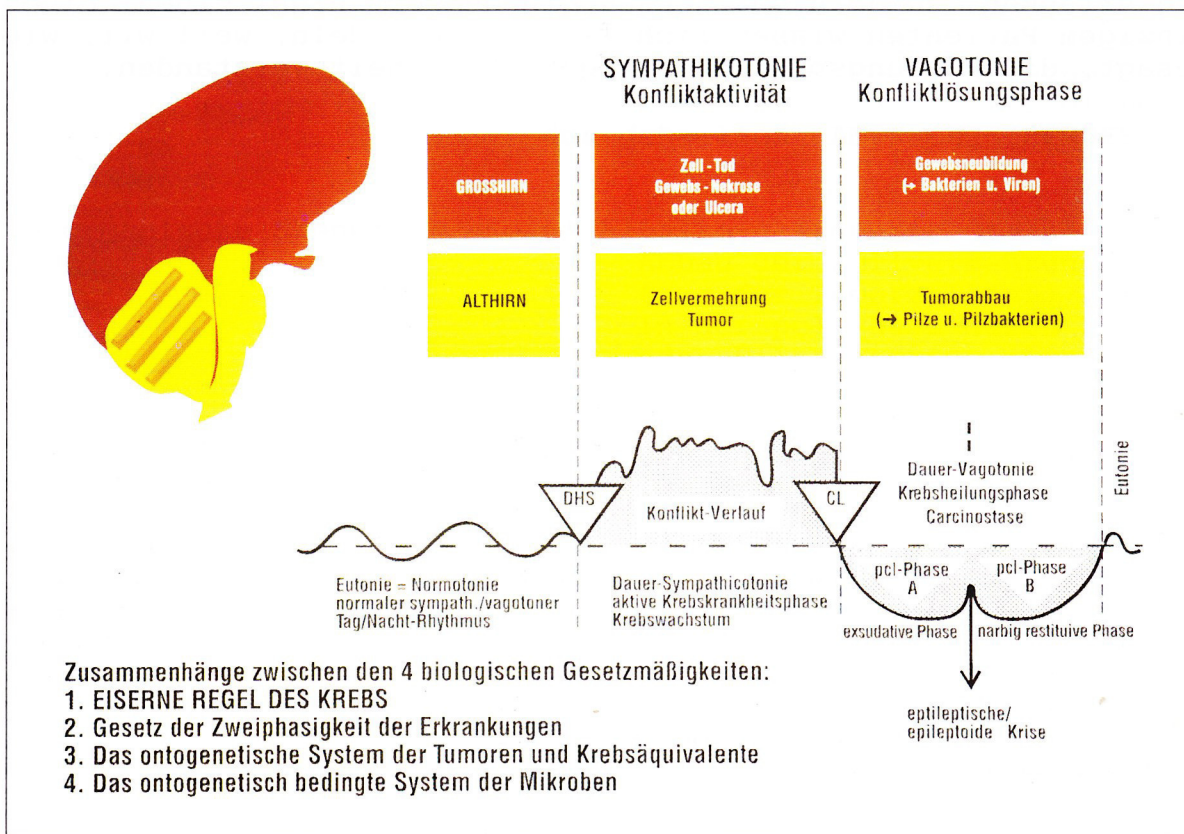 SYMPATHIKOTONIE
Konfliktaktivität
VAGOTONIE
Konfliktlösungsphase
GROSSHIRN
Zell - Tod
Gewebs - Nekrose
oder Ulcera
Gewebsneubildung
(→ Bakterien u. Viren)
ALTHIRN
Zellvermehrung
Tumor
Tumorabbau
(→ Pilze u. Pilzbakterien)
DHS
Konflikt-Verlauf
CL
Dauer-Vagotonie
Krebsheilungsphase
Carcinostase
Eutonie
Eutonie = Normotonie
normaler sympath./vagotoner
Tag/Nacht-Rhythmus
Dauer-Sympathicotonie
aktive Krebskrankheitsphase
Krebswachstum
pcl-Phase
A
pcl-Phase
B
exsudative Phase
narbig restituive Phase
eptileptische/
epileptoide Krise
Zusammenhänge zwischen den 4 biologischen Gesetzmäßigkeiten:
1. EISERNE REGEL DES KREBS
2. Gesetz der Zweiphasigkeit der Erkrankungen
3. Das ontogenetische System der Tumoren und Krebsäquivalente
4. Das ontogenetisch bedingte System der Mikroben